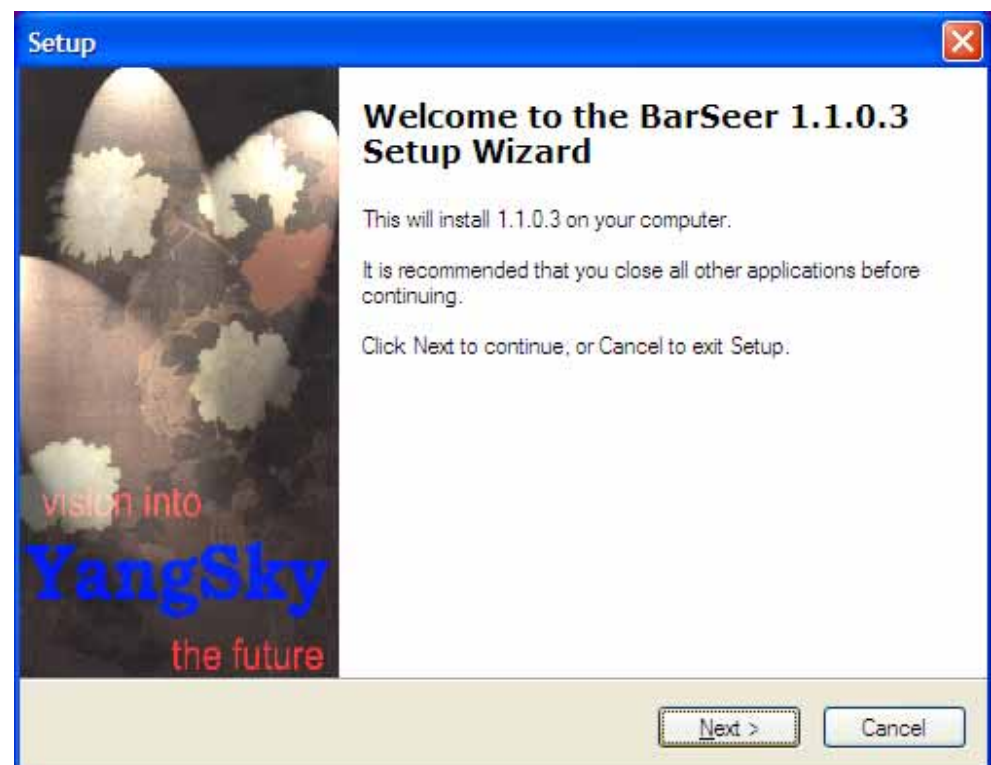 Setup
Welcome to the BarSeer 1.1.0.3
Setup Wizard
This will install 1.1.0.3 on your computer.
It is recommended that you close all other applications before
continuing.
Click Next to continue, or Cancel to exit Setup.
vision into
YangSky
the future
Next >
Cancel